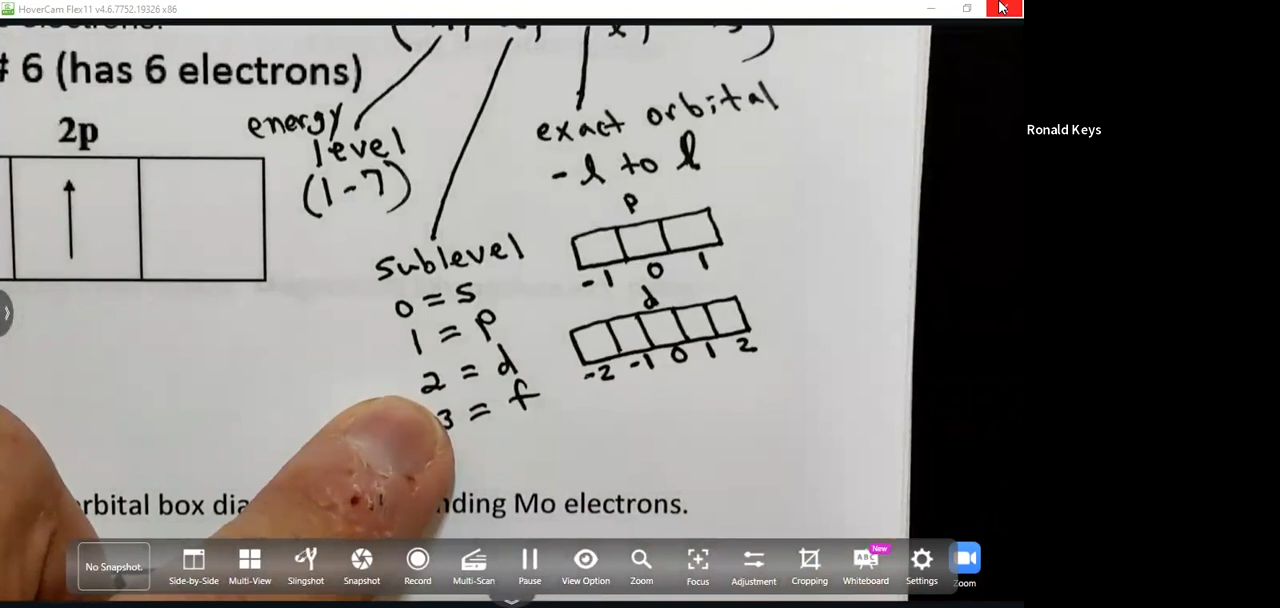 HoverCam Flex11 v4.6.7752.19326 x86
electrons.
# 6 (has 6 electrons)
2p
energy
level
(1-7)
exact orbital
-l to l
p
-1 0 1
d
-2 -1 0 1 2
sublevel
0 = s
1 = p
2 = d
3 = f
rbital box dia
nding Mo electrons.
Ronald Keys
No Snapshot.
Side-by-Side
Multi-View
Slingshot
Snapshot
Record
Multi-Scan
Pause
View Option
Zoom
Focus
Adjustment
Cropping
New
ABC
Whiteboard
Settings
Zoom